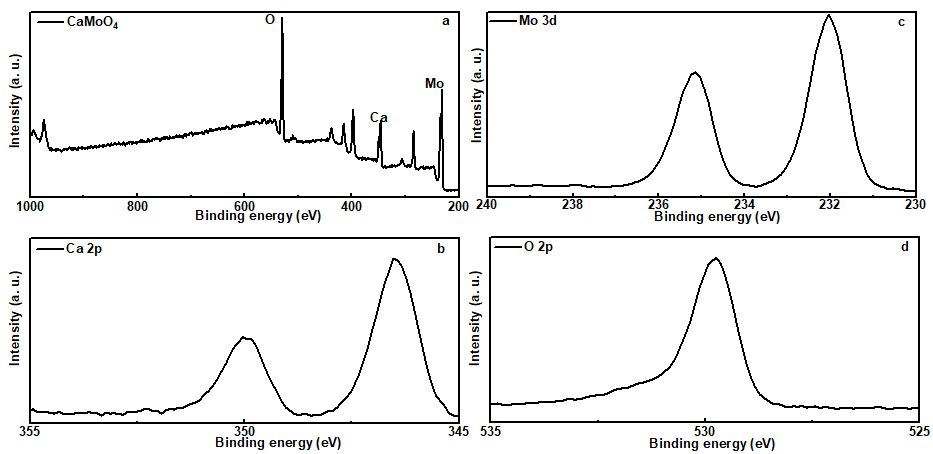 CaMoO₄
a
O
Mo
Ca
Intensity (a. u.)
1000 800 600 400 200
Binding energy (eV)
Mo 3d
c
Intensity (a. u.)
240 238 236 234 232 230
Binding energy (eV)
Ca 2p
b
Intensity (a. u.)
355 350 345
Binding energy (eV)
O 2p
d
Intensity (a. u.)
535 530 525
Binding energy (eV)